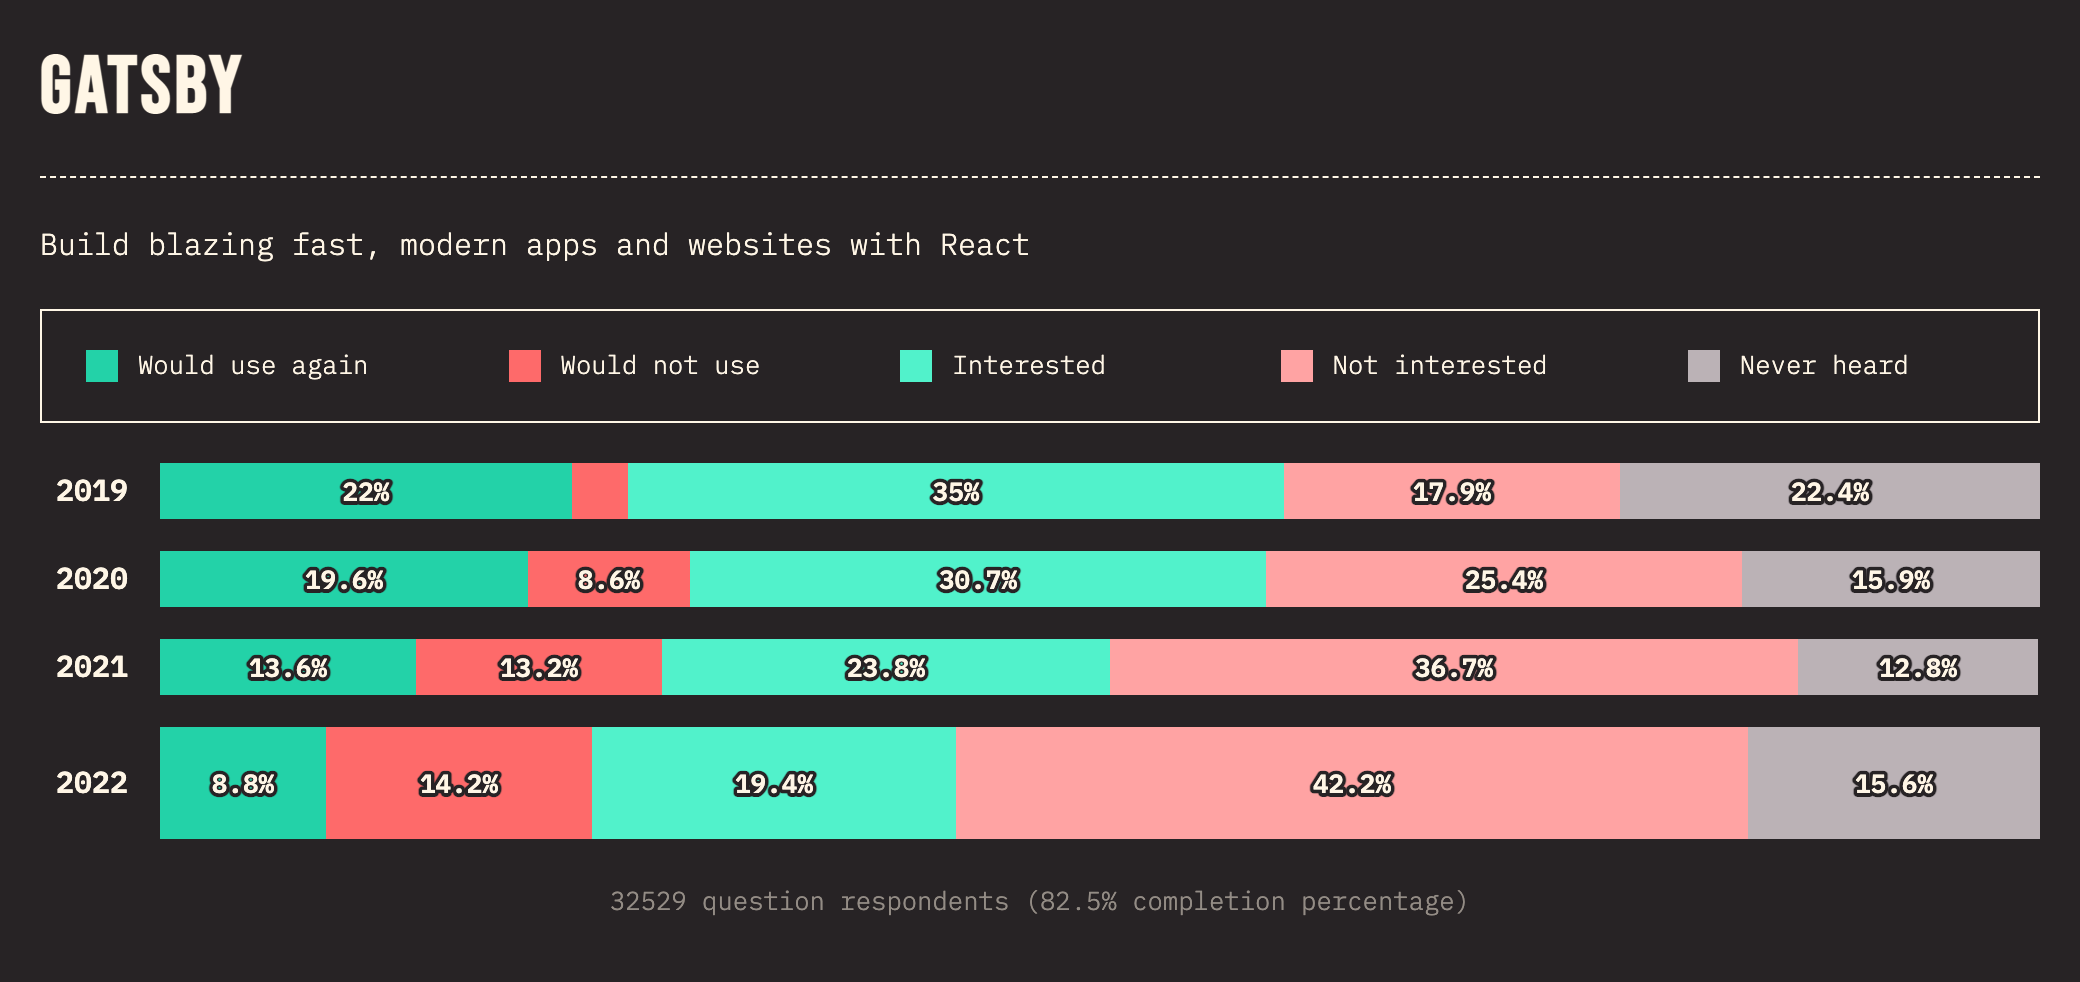 GATSBY
Build blazing fast, modern apps and websites with React
Would use again Would not use Interested Not interested Never heard
2019 22% 35% 17.9% 22.4%
2020 19.6% 8.6% 30.7% 25.4% 15.9%
2021 13.6% 13.2% 23.8% 36.7% 12.8%
2022 8.8% 14.2% 19.4% 42.2% 15.6%
32529 question respondents (82.5% completion percentage)